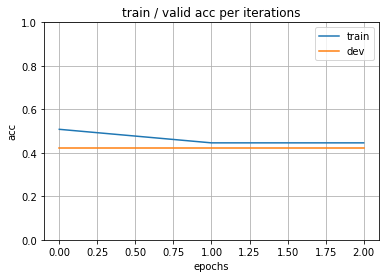 train / valid acc per iterations
train
dev
acc
1.0
0.8
0.6
0.4
0.2
0.0
0.00 0.25 0.50 0.75 1.00 1.25 1.50 1.75 2.00
epochs